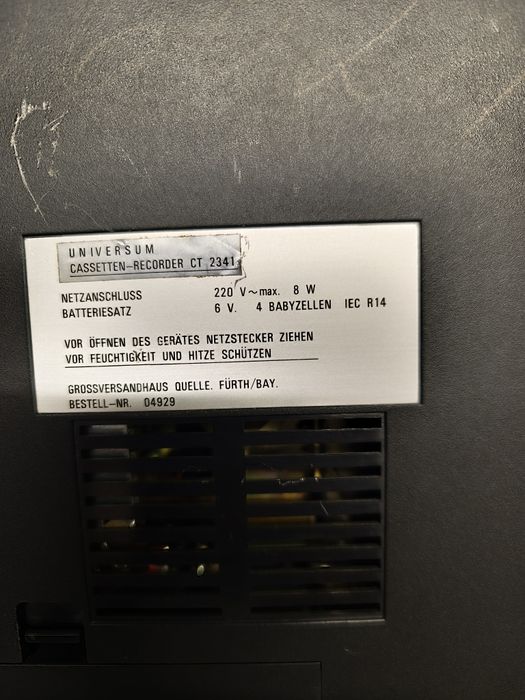 UNIVERSUM
CASSETTEN-RECORDER CT 2341
NETZANSCHLUSS 220 V~max. 8 W
BATTERIESATZ 6 V. 4 BABYZELLEN IEC R14
VOR ÖFFNEN DES GERÄTES NETZSTECKER ZIEHEN
VOR FEUCHTIGKEIT UND HITZE SCHÜTZEN
GROSSVERSANDHAUS QUELLE. FÜRTH/BAY.
BESTELL-NR. 04929